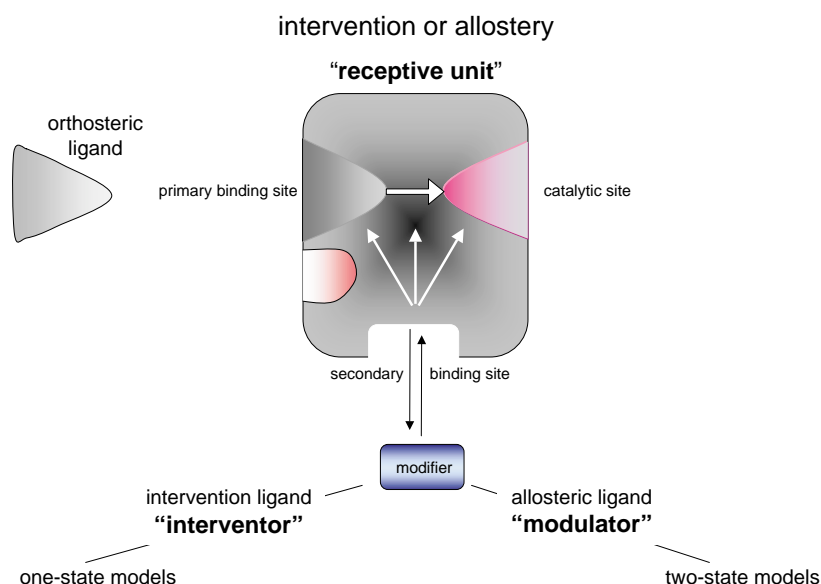 intervention or allostery
“receptive unit”
orthosteric
ligand
primary binding site
catalytic site
secondary binding site
modifier
intervention ligand
“interventor”
allosteric ligand
“modulator”
one-state models
two-state models